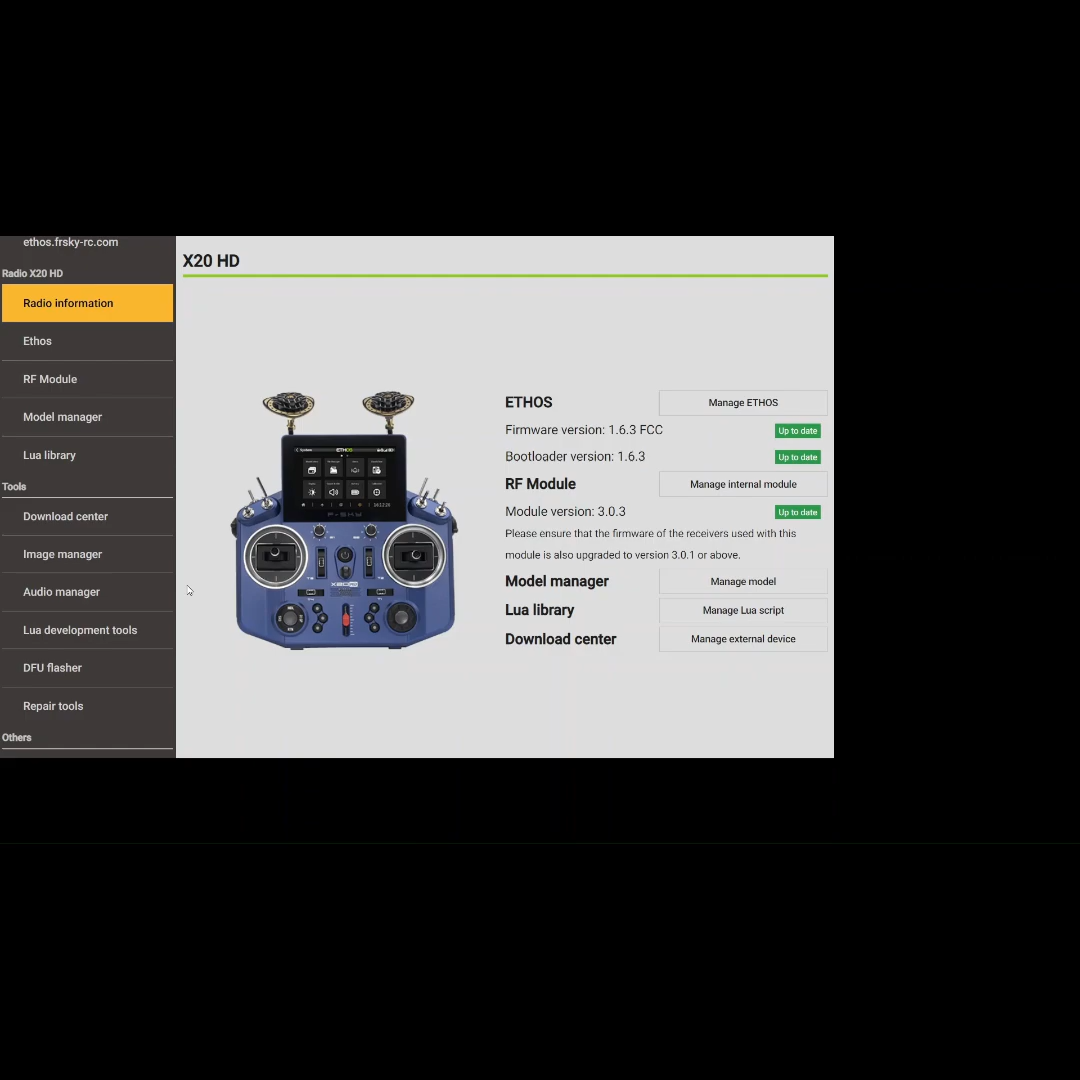 ethos.frsky-rc.com
Radio X20 HD
Radio information
Ethos
RF Module
Model manager
Lua library
Tools
Download center
Image manager
Audio manager
Lua development tools
DFU flasher
Repair tools
Others
X20 HD
ETHOS
Manage ETHOS
Firmware version: 1.6.3 FCC
Up to date
Bootloader version: 1.6.3
Up to date
RF Module
Manage internal module
Module version: 3.0.3
Up to date
Please ensure that the firmware of the receivers used with this
module is also upgraded to version 3.0.1 or above.
Model manager
Manage model
Lua library
Manage Lua script
Download center
Manage external device